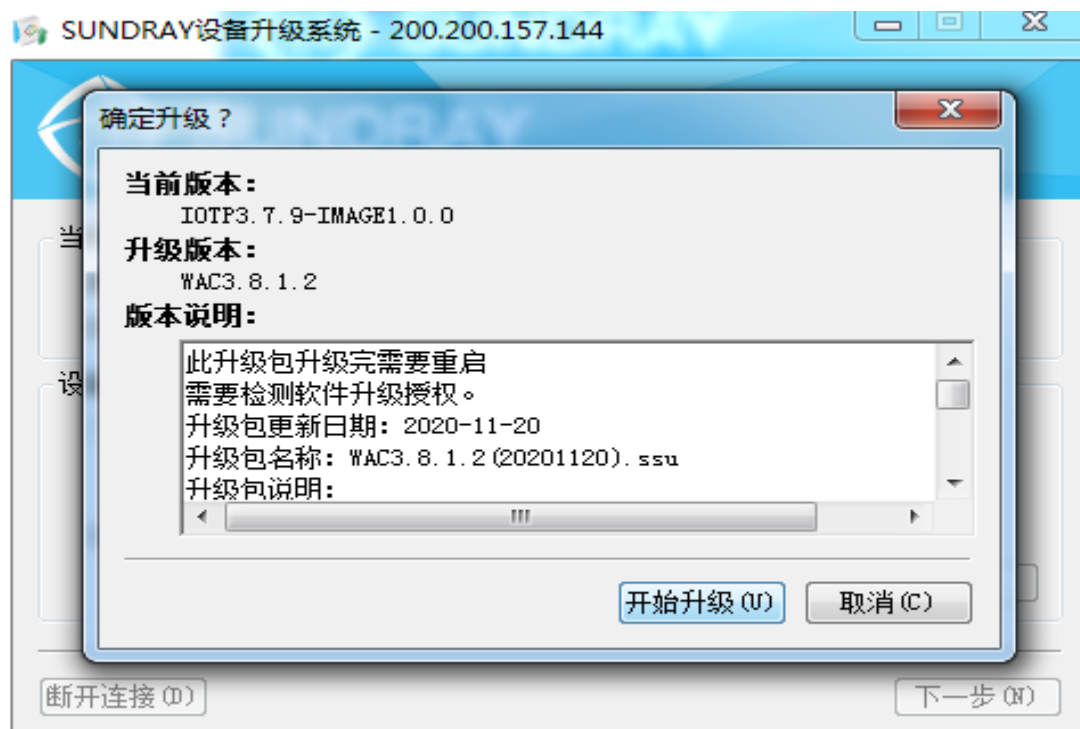 SUNDRAY设备升级系统 - 200.200.157.144
SUNDRAY
确定升级？
当前版本：
IOTP3.7.9-IMAGE1.0.0
升级版本：
WAC3.8.1.2
版本说明：
此升级包升级完需要重启
需要检测软件升级授权。
升级包更新日期：2020-11-20
升级包名称：WAC3.8.1.2(20201120).ssu
升级包说明：
开始升级(U)
取消(C)
当
设
断开连接(D)
下一步(N)